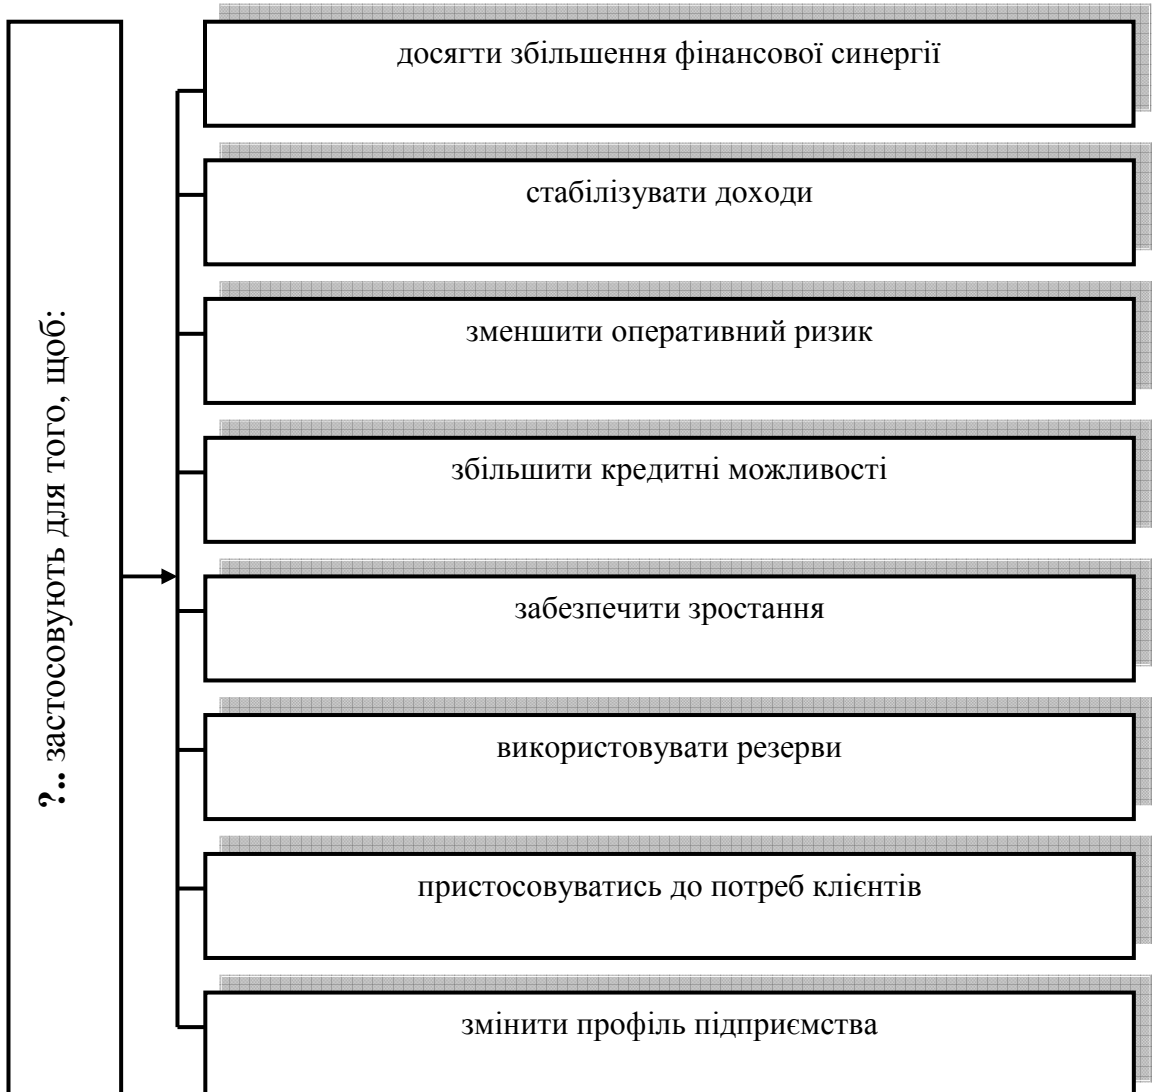 ?.. застосовують для того, щоб:
досягти збільшення фінансової синергії
стабілізувати доходи
зменшити оперативний ризик
збільшити кредитні можливості
забезпечити зростання
використовувати резерви
пристосовуватись до потреб клієнтів
змінити профіль підприємства